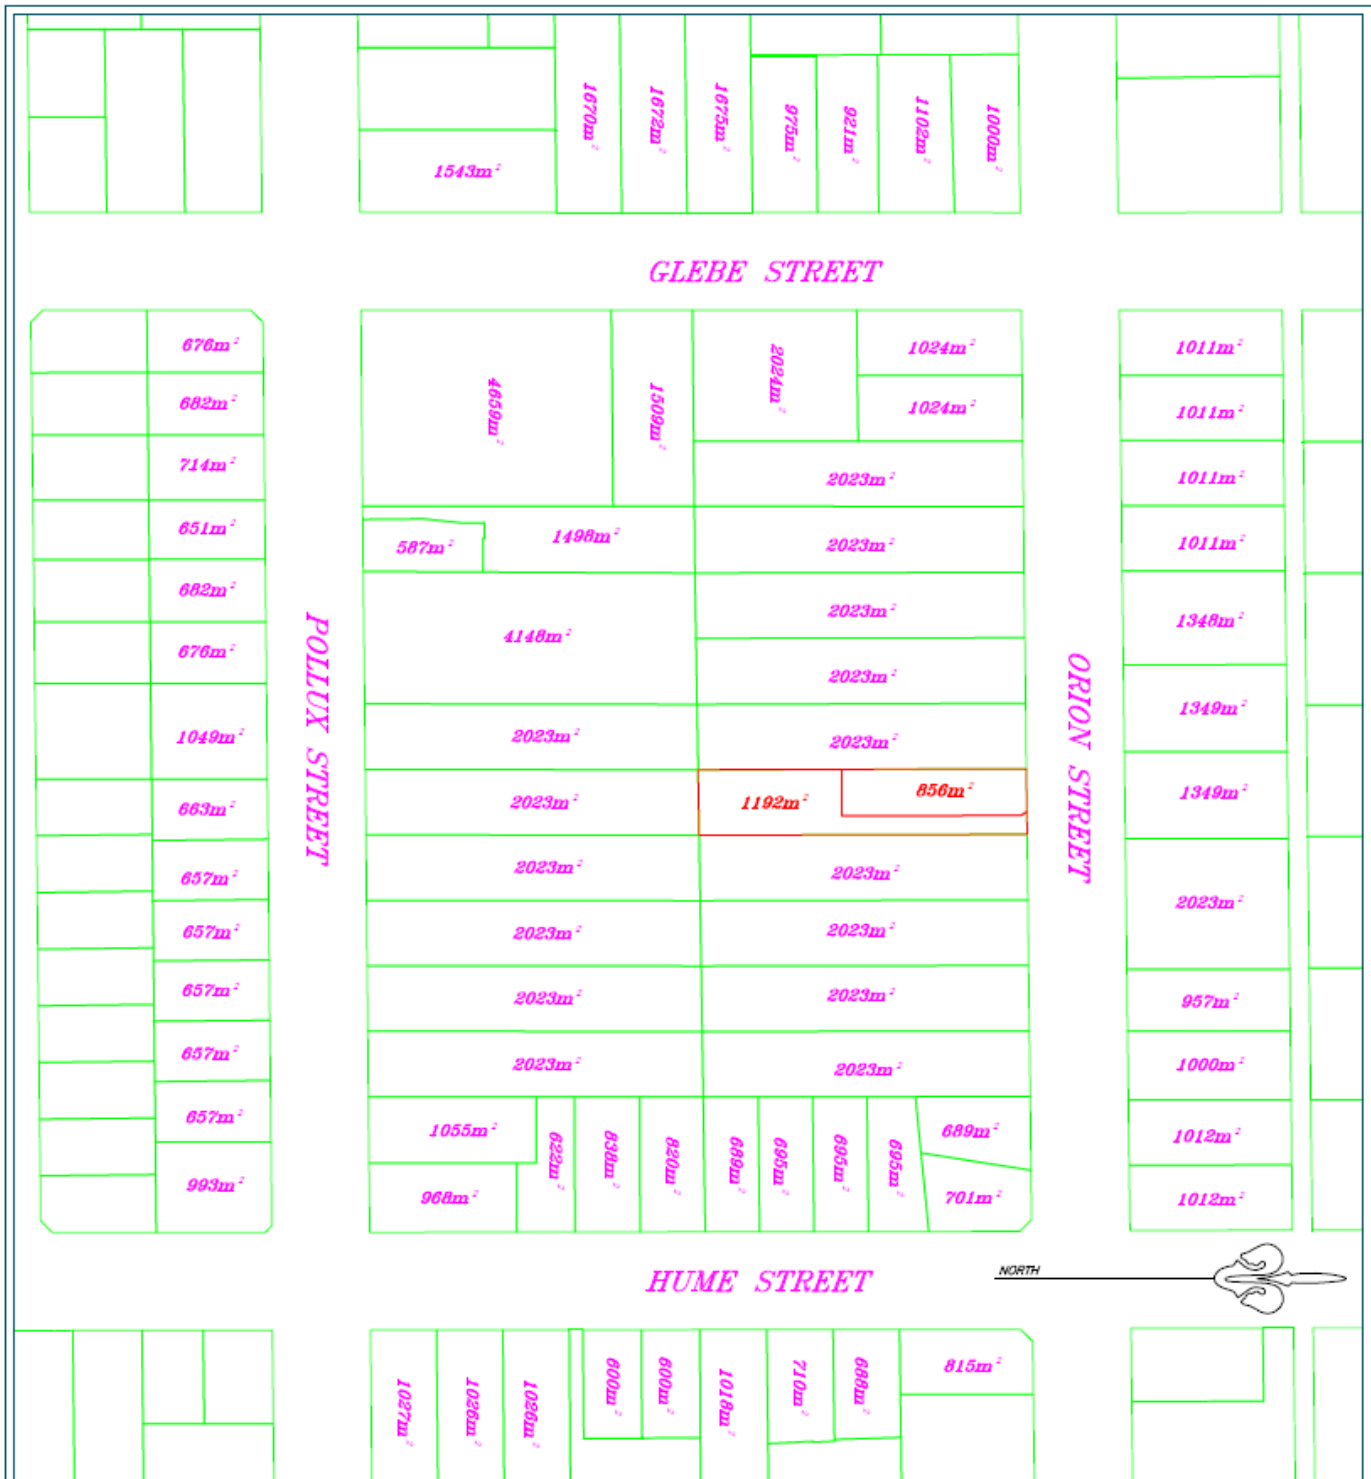 1670m²
1672m²
1675m²
975m²
921m²
1102m²
1000m²
1543m²
GLEBE STREET
676m²
682m²
714m²
651m²
682m²
676m²
1049m²
663m²
657m²
657m²
657m²
657m²
657m²
993m²
POLLUX STREET
4659m²
1509m²
2024m²
1024m²
1024m²
2023m²
587m²
1498m²
2023m²
4148m²
2023m²
2023m²
2023m²
2023m²
2023m²
1192m²
856m²
2023m²
2023m²
2023m²
2023m²
2023m²
2023m²
2023m²
2023m²
1055m²
968m²
622m²
838m²
820m²
689m²
695m²
695m²
695m²
689m²
701m²
ORION STREET
1011m²
1011m²
1011m²
1011m²
1348m²
1349m²
1349m²
2023m²
957m²
1000m²
1012m²
1012m²
HUME STREET
NORTH
1027m²
1026m²
1026m²
600m²
600m²
1018m²
710m²
688m²
815m²